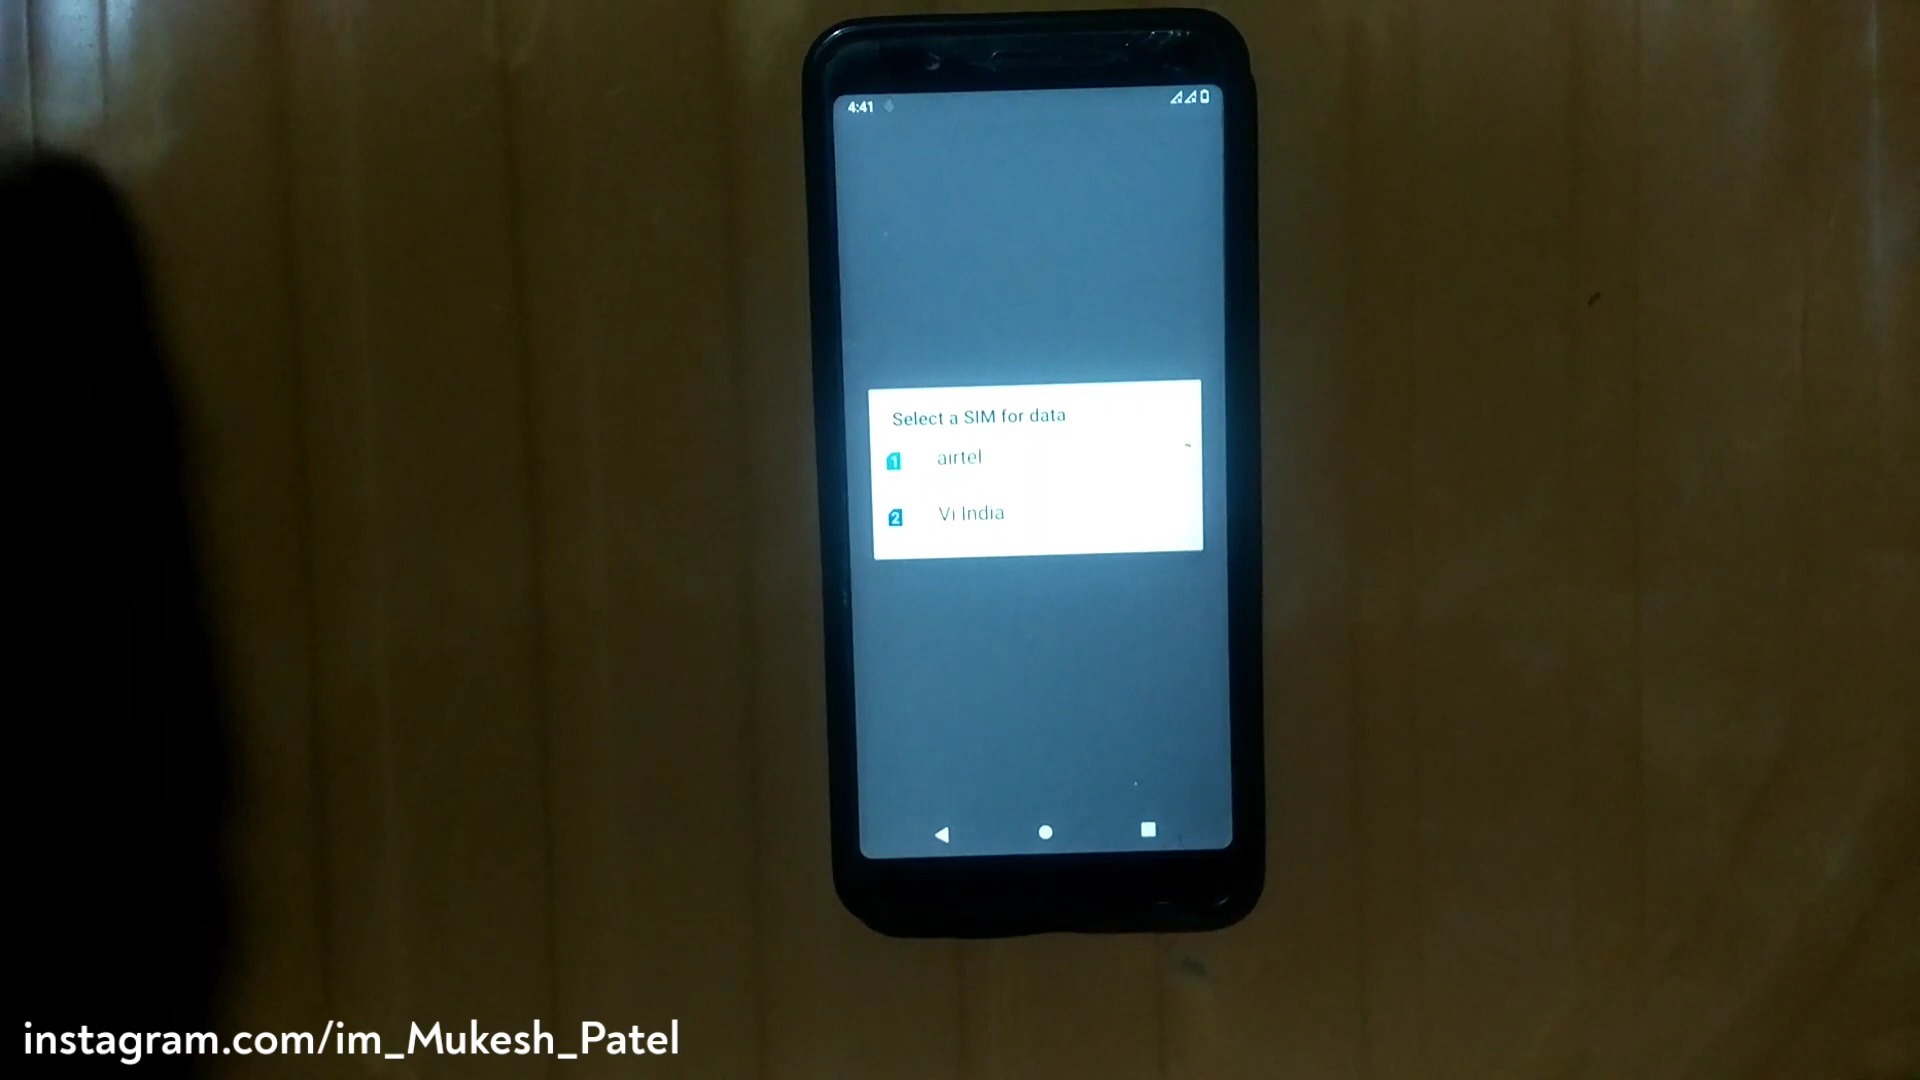 4:41
Select a SIM for data
1 airtel
2 Vi India
instagram.com/im_Mukesh_Patel